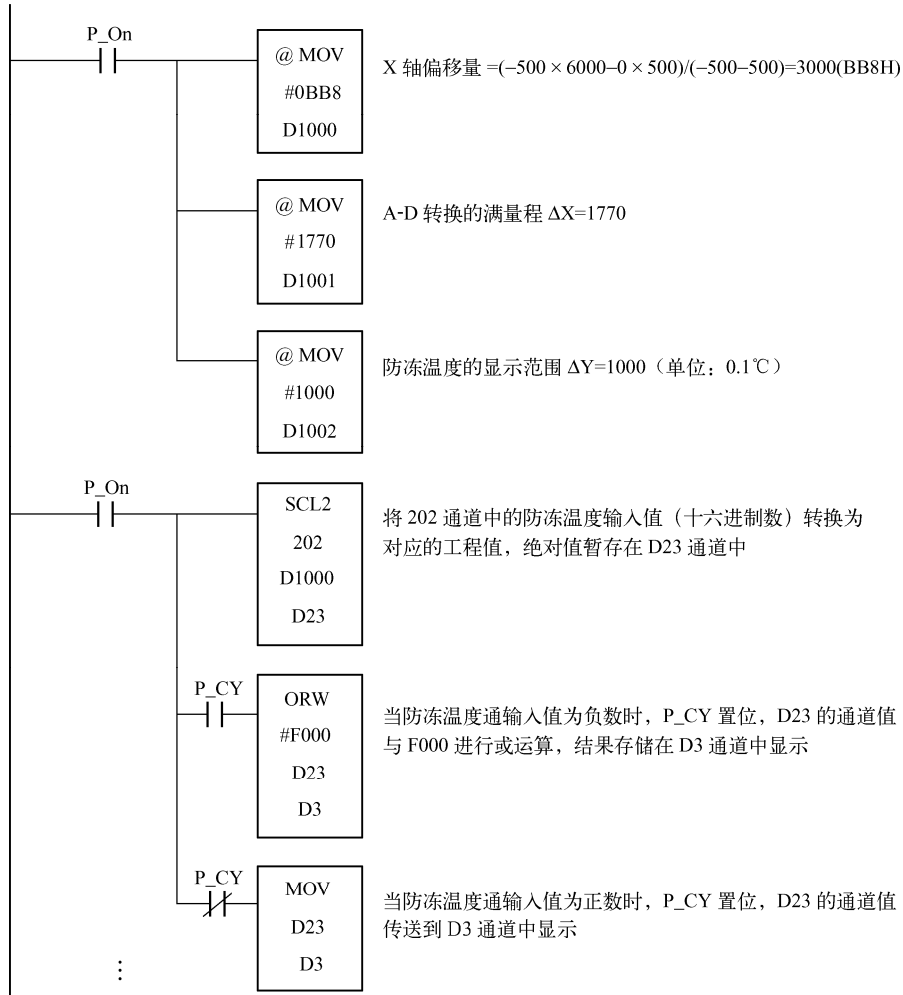 P_On
@ MOV
#0BB8
D1000
X 轴偏移量 =(−500 × 6000−0 × 500)/(−500−500)=3000(BB8H)
@ MOV
#1770
D1001
A-D 转换的满量程 ΔX=1770
@ MOV
#1000
D1002
防冻温度的显示范围 ΔY=1000（单位：0.1℃）
P_On
SCL2
202
D1000
D23
将 202 通道中的防冻温度输入值（十六进制数）转换为
对应的工程值，绝对值暂存在 D23 通道中
P_CY
ORW
#F000
D23
D3
当防冻温度通输入值为负数时，P_CY 置位，D23 的通道值
与 F000 进行或运算，结果存储在 D3 通道中显示
P_CY
MOV
D23
D3
当防冻温度通输入值为正数时，P_CY 置位，D23 的通道值
传送到 D3 通道中显示
⋮